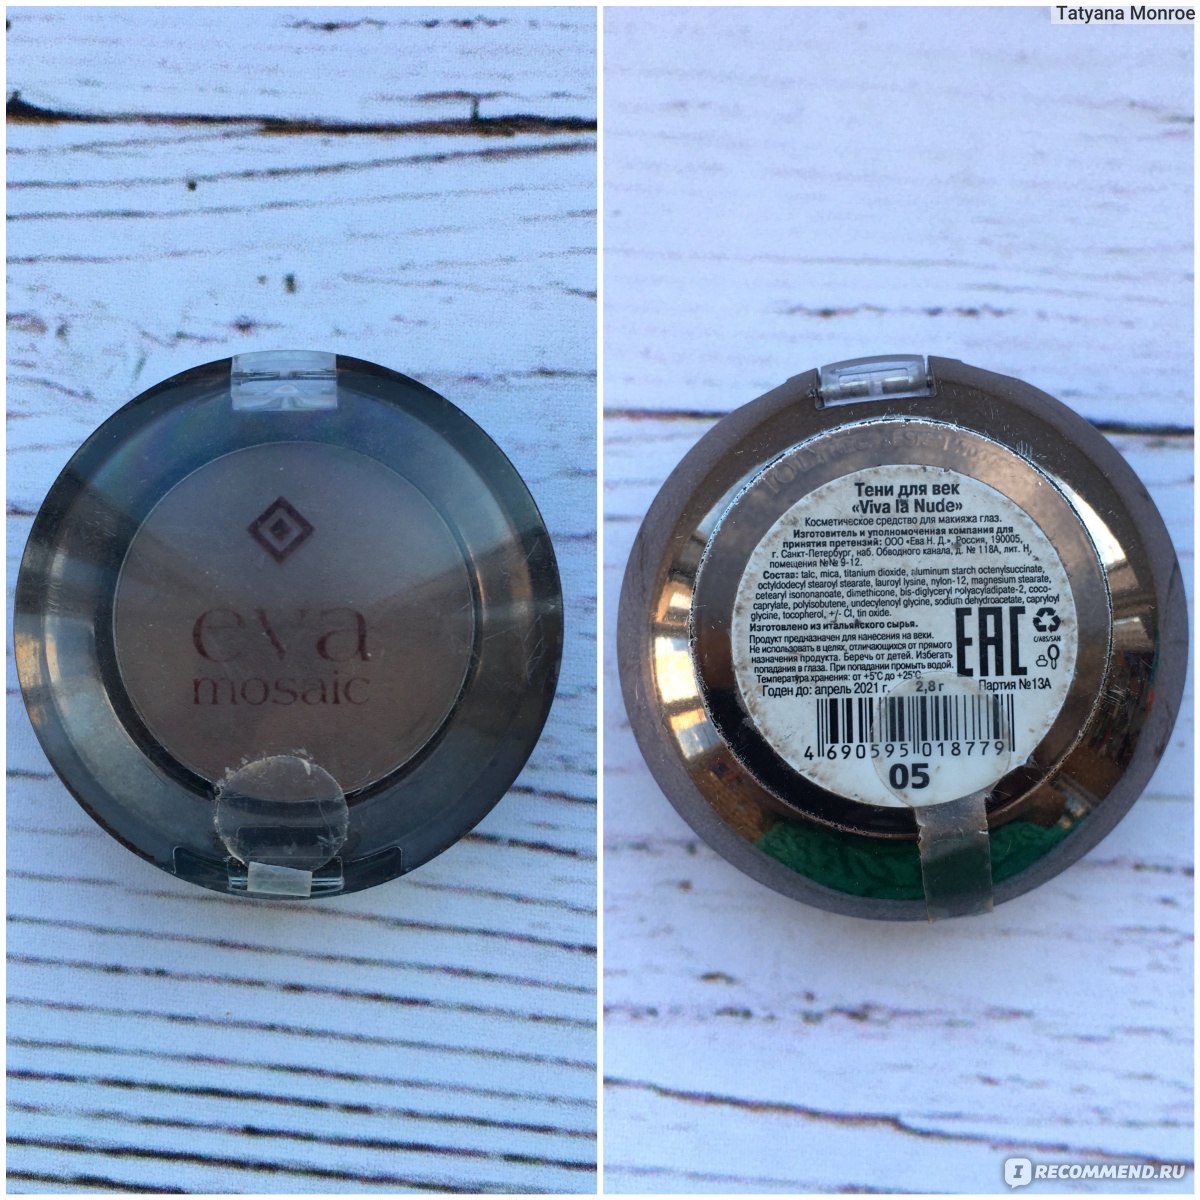 Tatyana Monroe
eva
mosaic
Тени для век
«Viva la Nude»
Косметическое средство для макияжа глаз.
Изготовитель и уполномоченная компания для
принятия претензий: ООО «Ева Н. Д.», Россия, 190005,
г. Санкт-Петербург, наб. Обводного канала, д. № 118А, лит. Н,
помещения №№ 9-12.
Состав: talc, mica, titanium dioxide, aluminum starch octenylsuccinate,
octyldodecyl stearoyl stearate, lauroyl lysine, nylon-12, magnesium stearate,
cetearyl isononanoate, dimethicone, bis-diglyceryl polyacyladipate-2, coco-
caprylate, polyisobutene, undecylenoyl glycine, sodium dehydroacetate, capryloyl
glycine, tocopherol, +/- CI, tin oxide.
Изготовлено из итальянского сырья.
Продукт предназначен для нанесения на веки.
Не использовать в целях, отличающихся от прямого
назначения продукта. Беречь от детей. Избегать
попадания в глаза. При попадании промыть водой.
Температура хранения: от +5°C до +25°C
EAC
C/ABS/SAN
Годен до: апрель 2021 г. 2,8 г Партия №13А
4 690595 018779
05
I RECOMMEND.RU